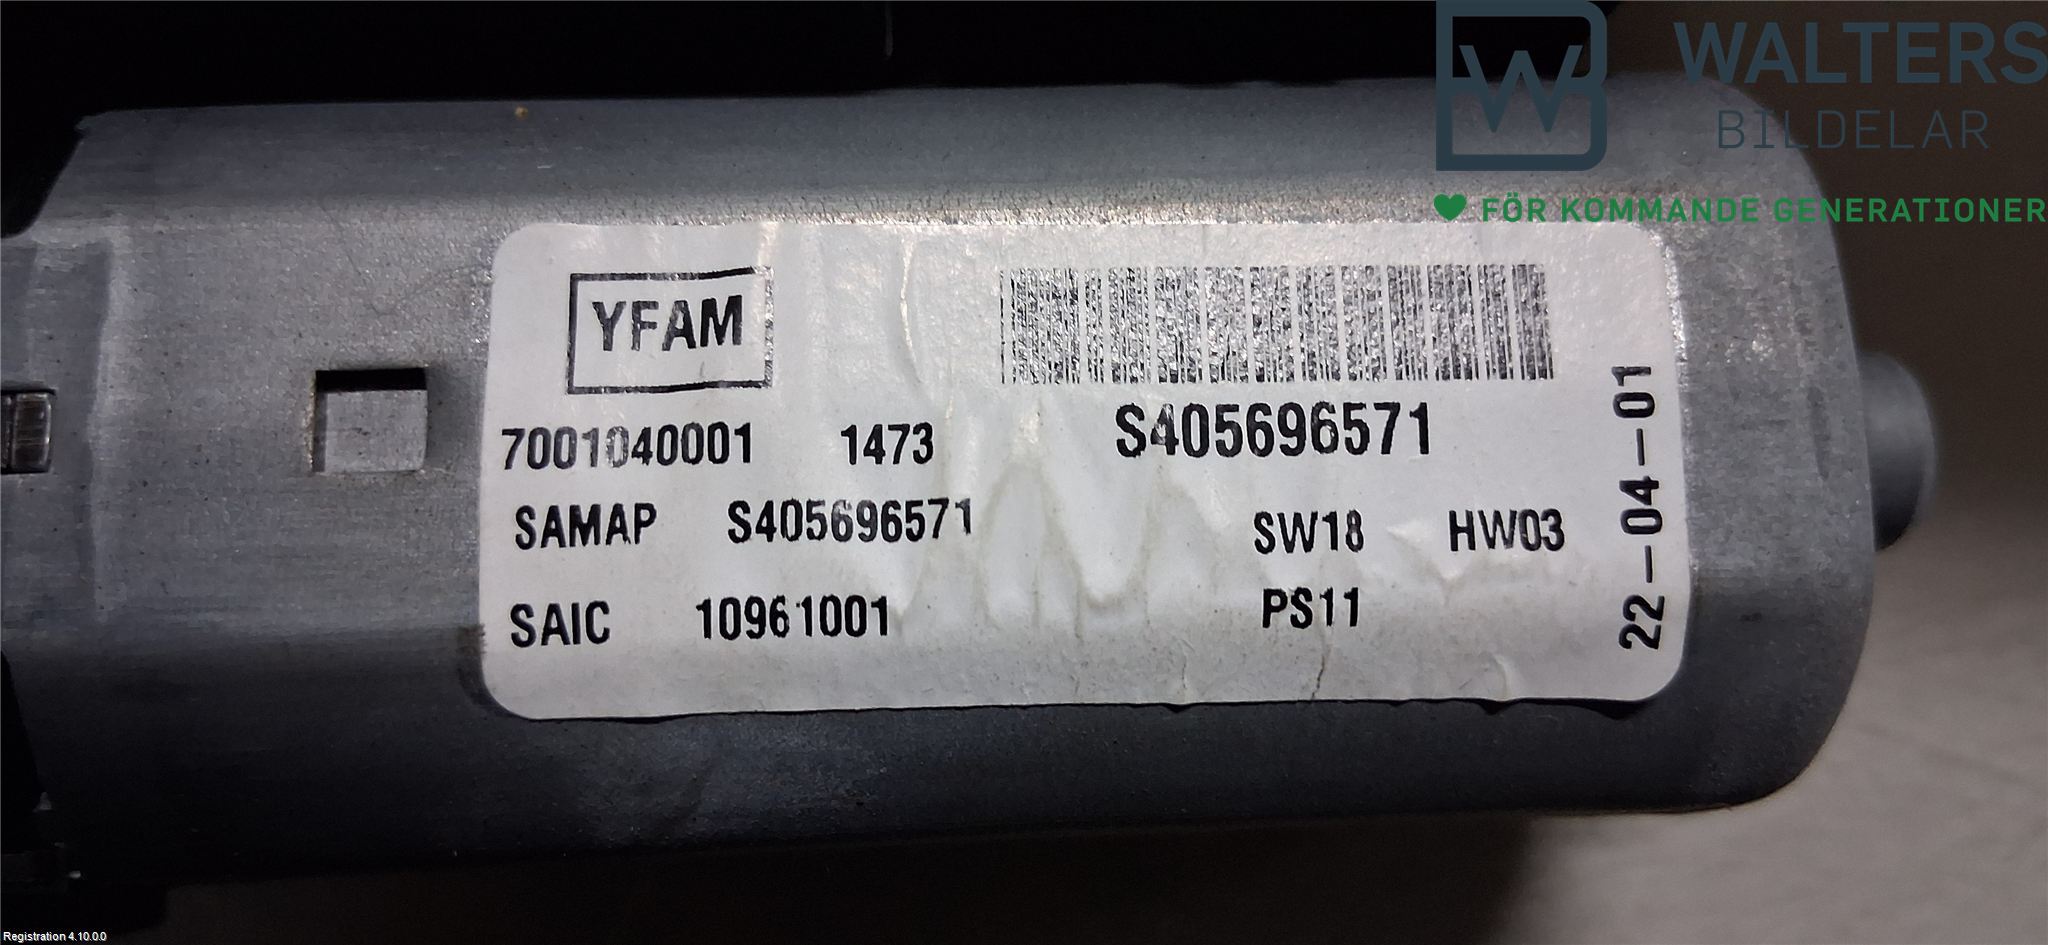 WALTERS
BILDELAR
FÖR KOMMANDE GENERATIONER
YFAM
7001040001 1473 S405696571
SAMAP S405696571 SW18 HW03
SAIC 10961001 PS11
22-04-01
Registration 4.10.0.0